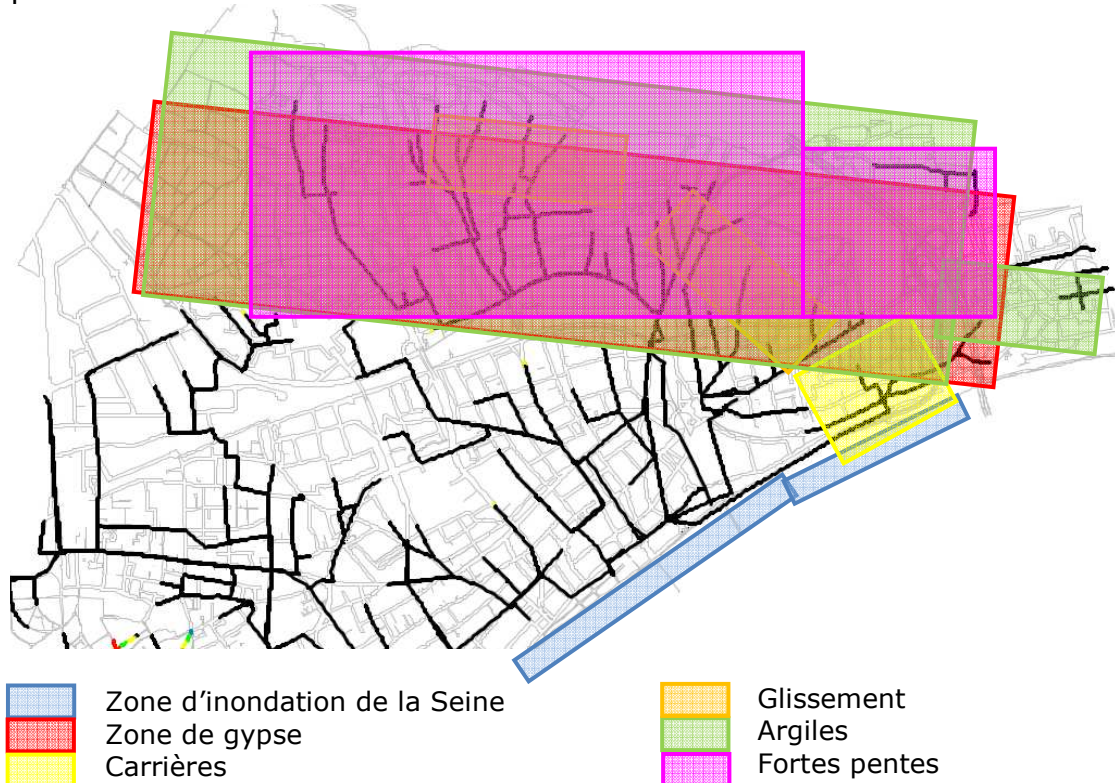 Zone d'inondation de la Seine
Zone de gypse
Carrières
Glissement
Argiles
Fortes pentes